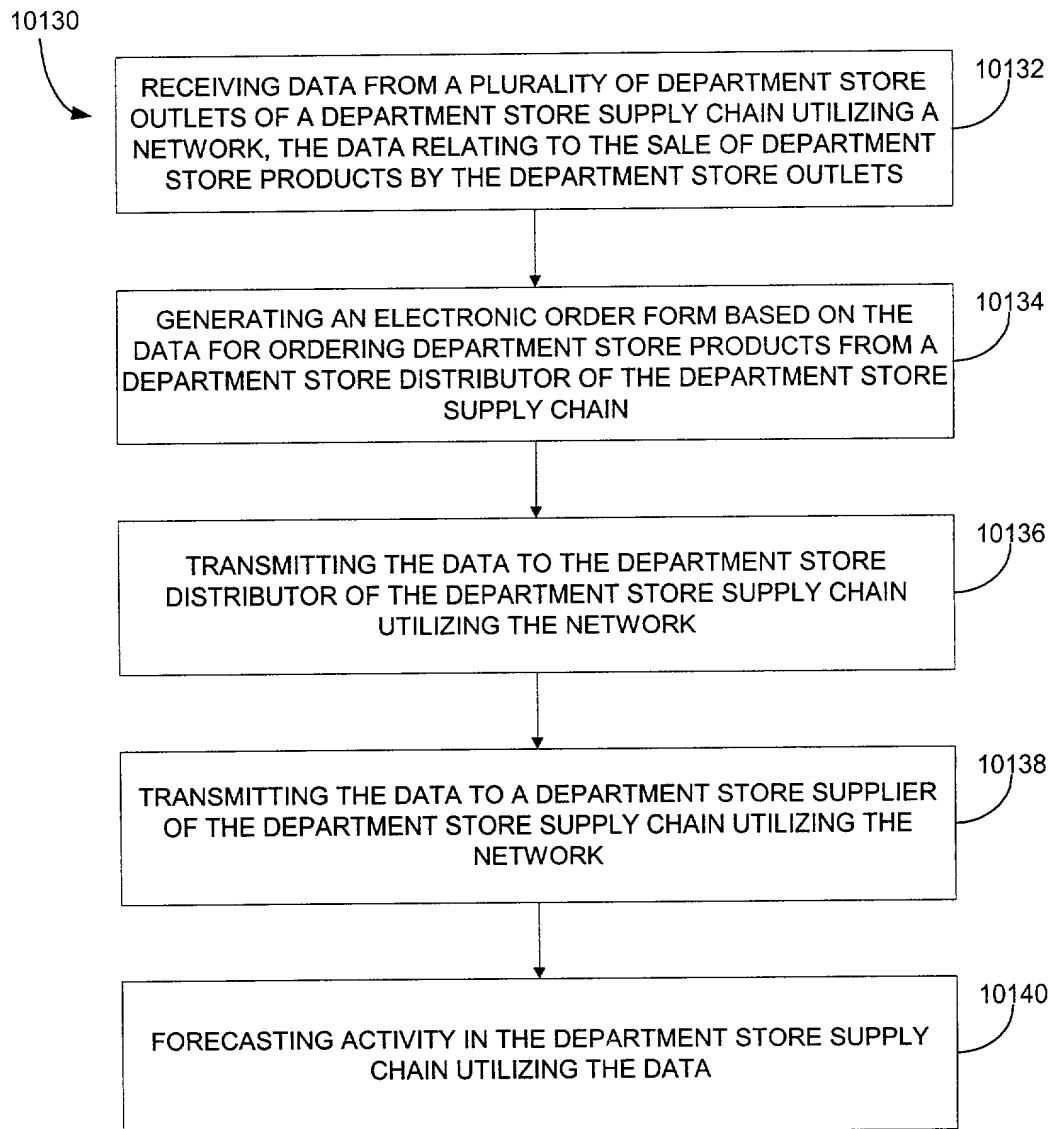 10130
RECEIVING DATA FROM A PLURALITY OF DEPARTMENT STORE
OUTLETS OF A DEPARTMENT STORE SUPPLY CHAIN UTILIZING A
NETWORK, THE DATA RELATING TO THE SALE OF DEPARTMENT
STORE PRODUCTS BY THE DEPARTMENT STORE OUTLETS
10132
GENERATING AN ELECTRONIC ORDER FORM BASED ON THE
DATA FOR ORDERING DEPARTMENT STORE PRODUCTS FROM A
DEPARTMENT STORE DISTRIBUTOR OF THE DEPARTMENT STORE
SUPPLY CHAIN
10134
TRANSMITTING THE DATA TO THE DEPARTMENT STORE
DISTRIBUTOR OF THE DEPARTMENT STORE SUPPLY CHAIN
UTILIZING THE NETWORK
10136
TRANSMITTING THE DATA TO A DEPARTMENT STORE SUPPLIER
OF THE DEPARTMENT STORE SUPPLY CHAIN UTILIZING THE
NETWORK
10138
FORECASTING ACTIVITY IN THE DEPARTMENT STORE SUPPLY
CHAIN UTILIZING THE DATA
10140